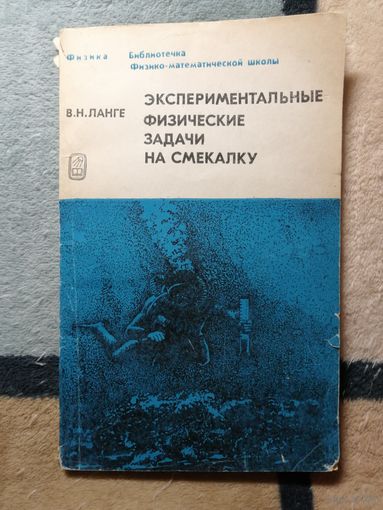 Физика Библиотечка
Физико-математической школы
В.Н.ЛАНГЕ
ЭКСПЕРИМЕНТАЛЬНЫЕ
ФИЗИЧЕСКИЕ
ЗАДАЧИ
НА СМЕКАЛКУ